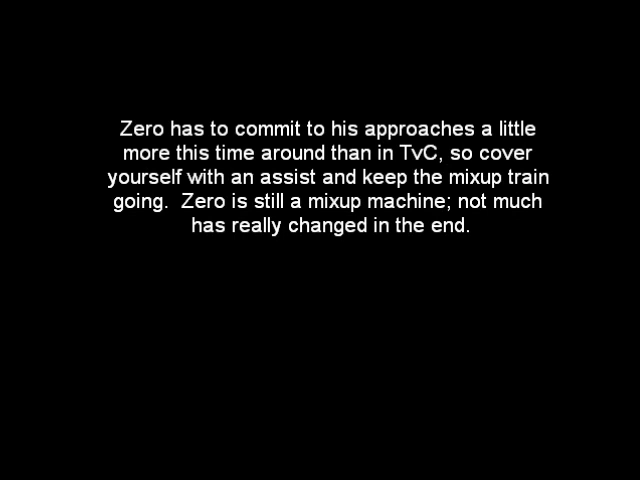 Zero has to commit to his approaches a little
more this time around than in TvC, so cover
yourself with an assist and keep the mixup train
going.  Zero is still a mixup machine; not much
has really changed in the end.